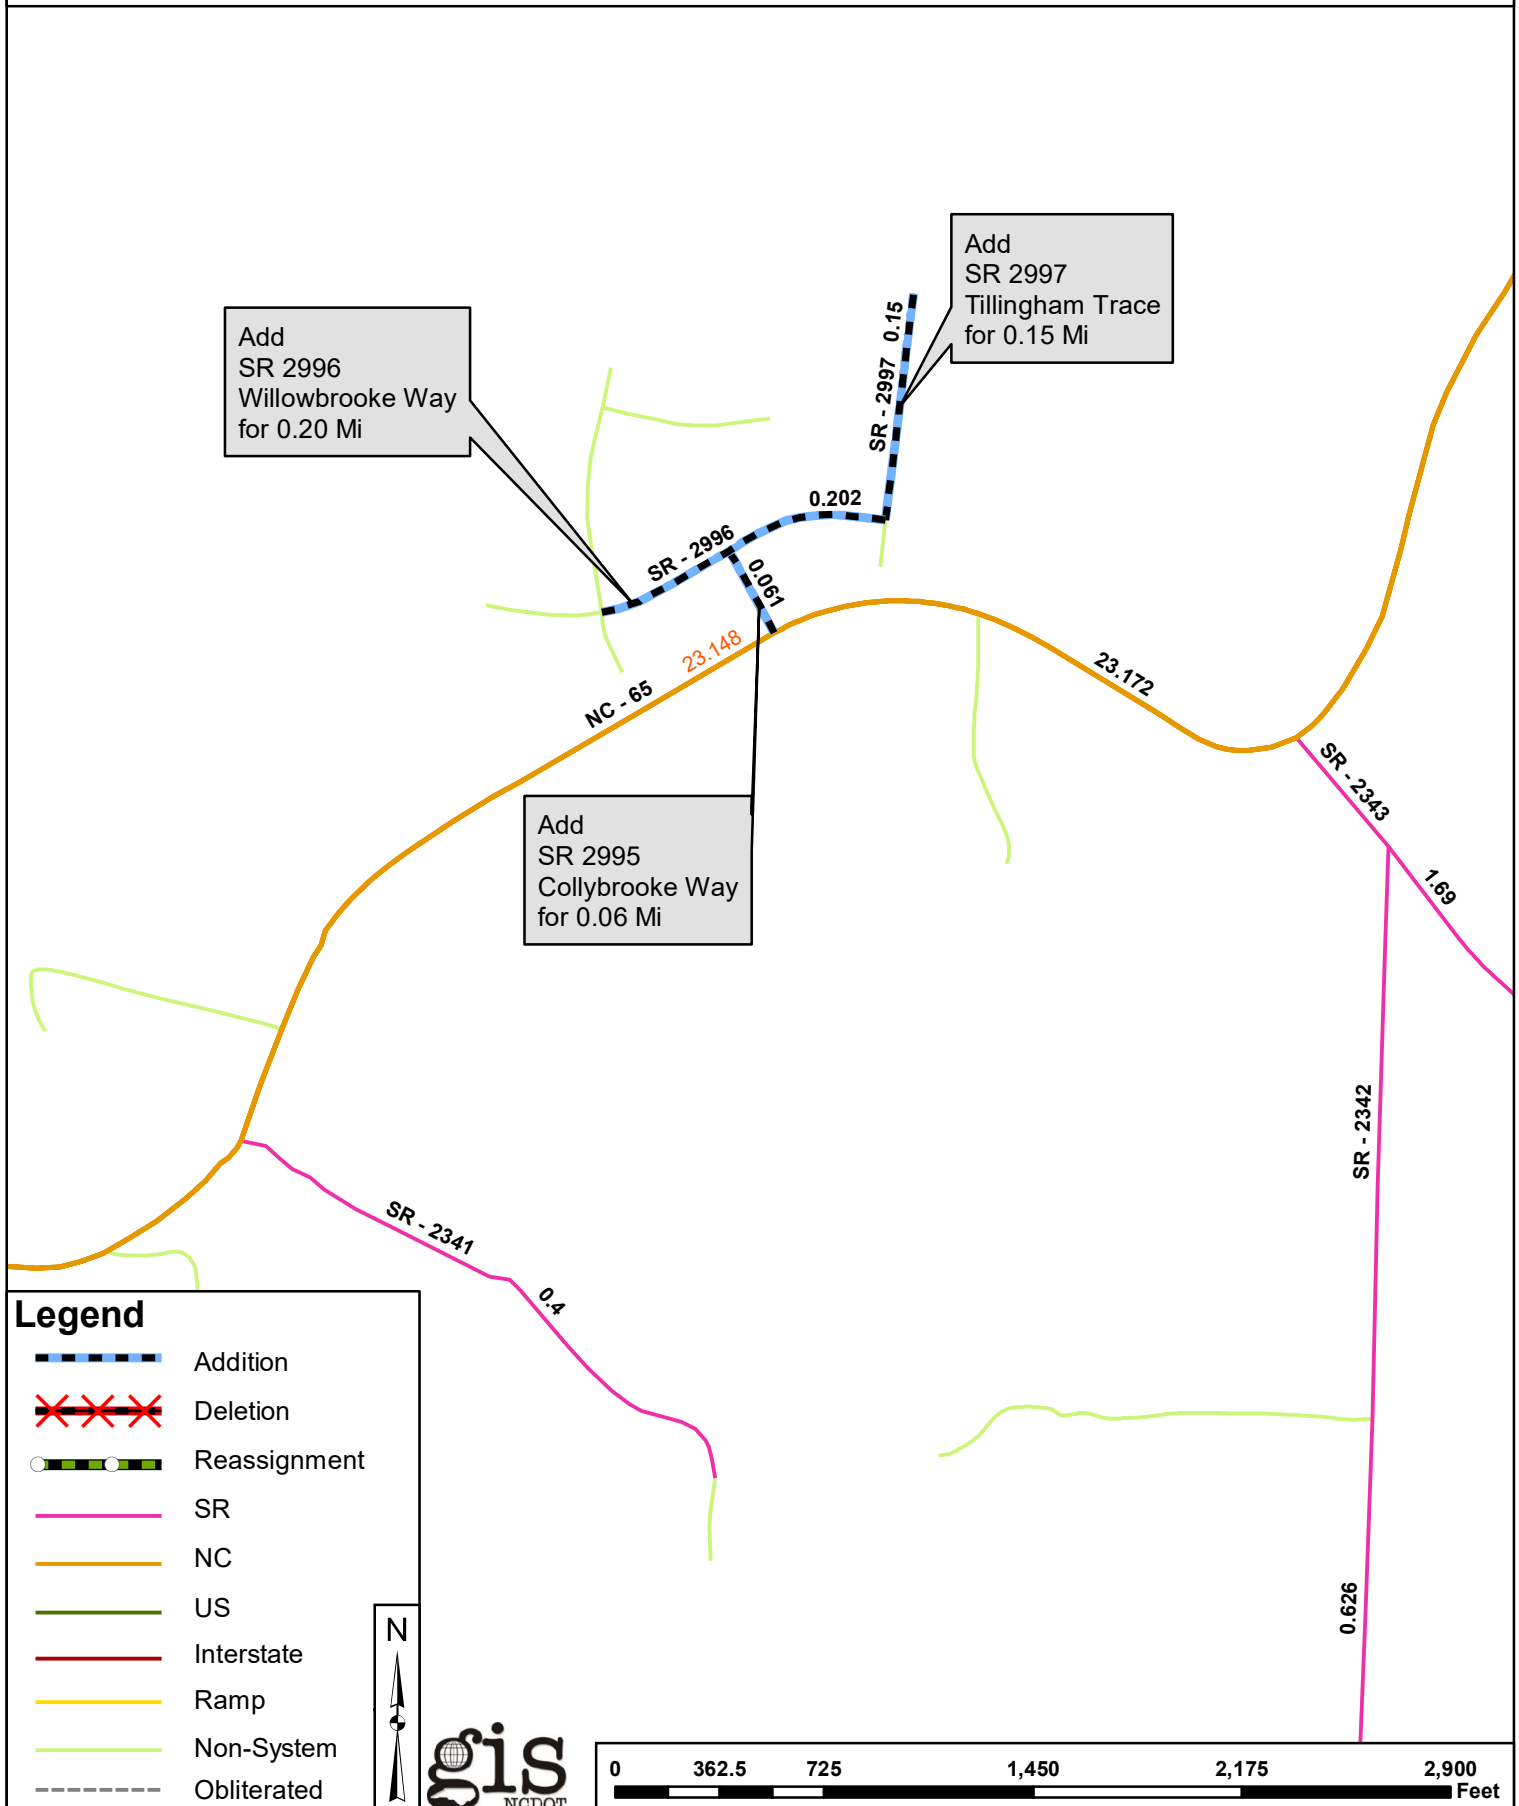 Add
SR 2997
Tillingham Trace
for 0.15 Mi
Add
SR 2996
Willowbrooke Way
for 0.20 Mi
SR - 2997 0.15
0.202
SR - 2996
0.061
23.148
NC - 65
23.172
SR - 2343
1.69
Add
SR 2995
Collybrooke Way
for 0.06 Mi
SR - 2342
SR - 2341
0.4
0.626
Legend
Addition
Deletion
Reassignment
SR
NC
US
Interstate
Ramp
Non-System
Obliterated
N
gis
NCDOT
0 362.5 725 1,450 2,175 2,900
Feet